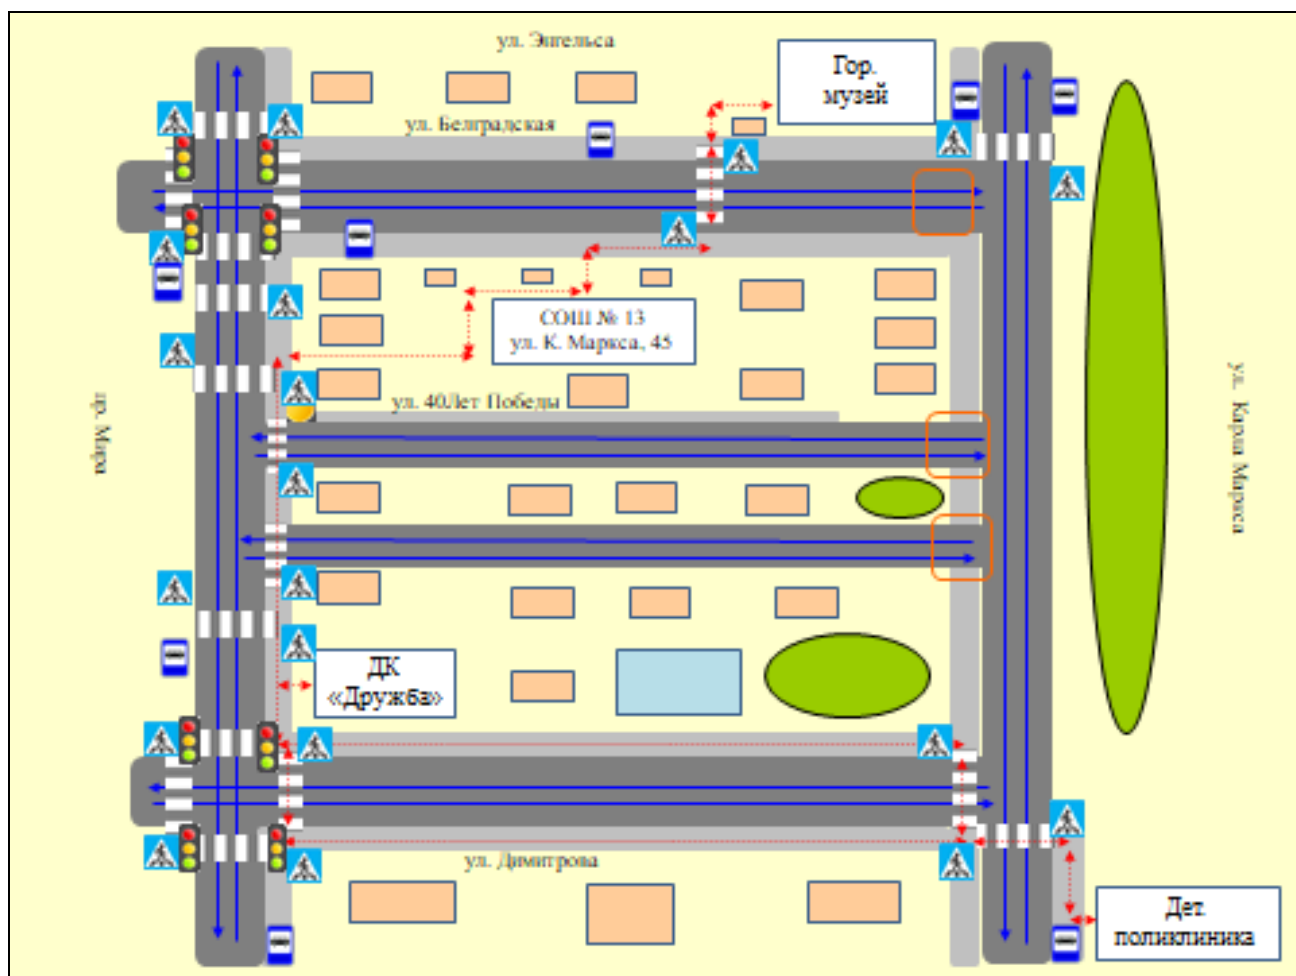 ул. Энгельса
Гор.
музей
ул. Белградская
СОШ № 13
ул. К. Маркса, 45
ул. 40Лет Победы
пр. Мира
ул. Карла Маркса
ДК
«Дружба»
ул. Димитрова
Дет.
поликлиника